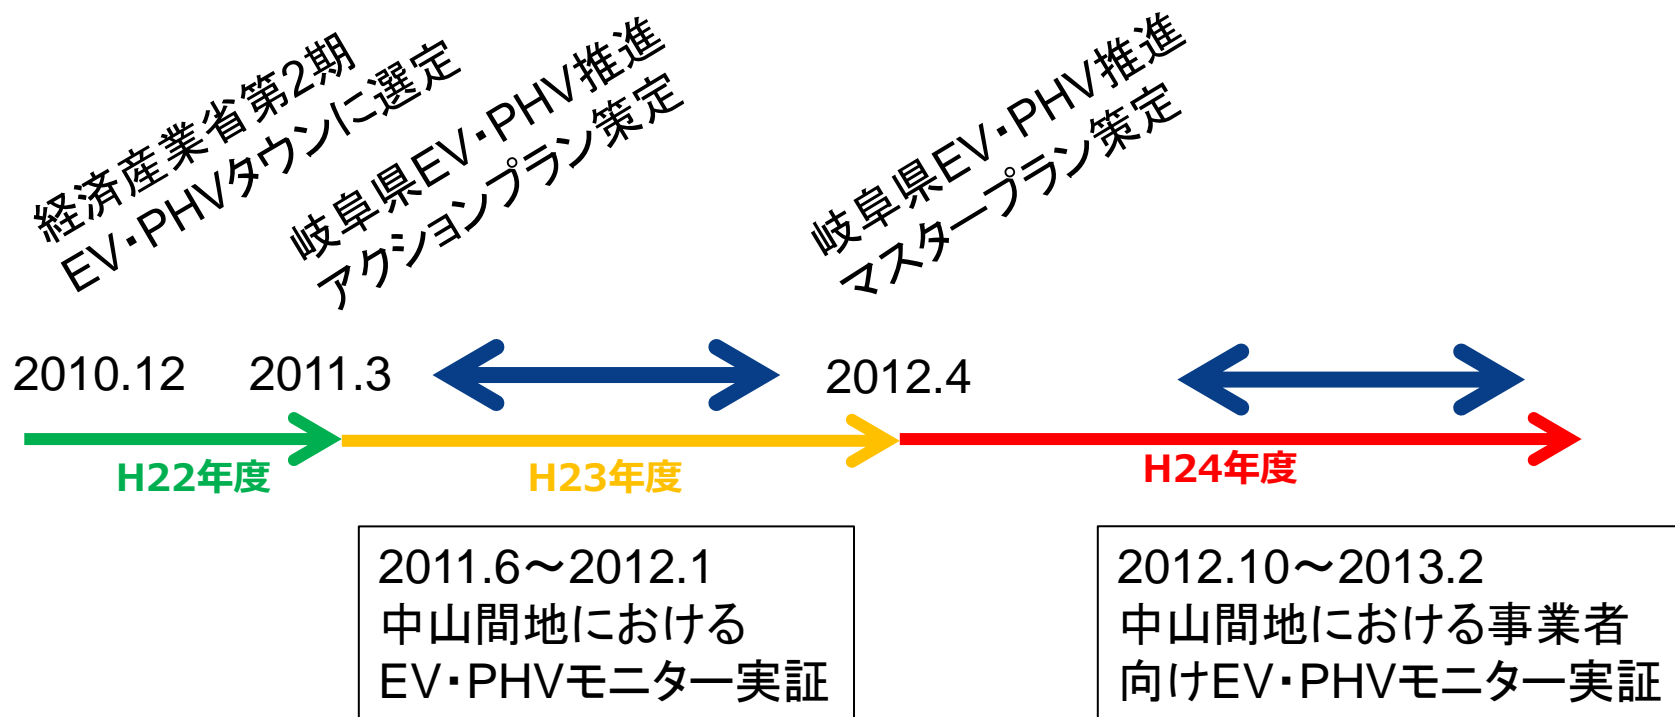 経済産業省第2期
EV・PHVタウンに選定
岐阜県EV・PHV推進
アクションプラン策定
岐阜県EV・PHV推進
マスタープラン策定
2010.12
2011.3
2012.4
H22年度
H23年度
H24年度
2011.6～2012.1
中山間地における
EV・PHVモニター実証
2012.10～2013.2
中山間地における事業者
向けEV・PHVモニター実証